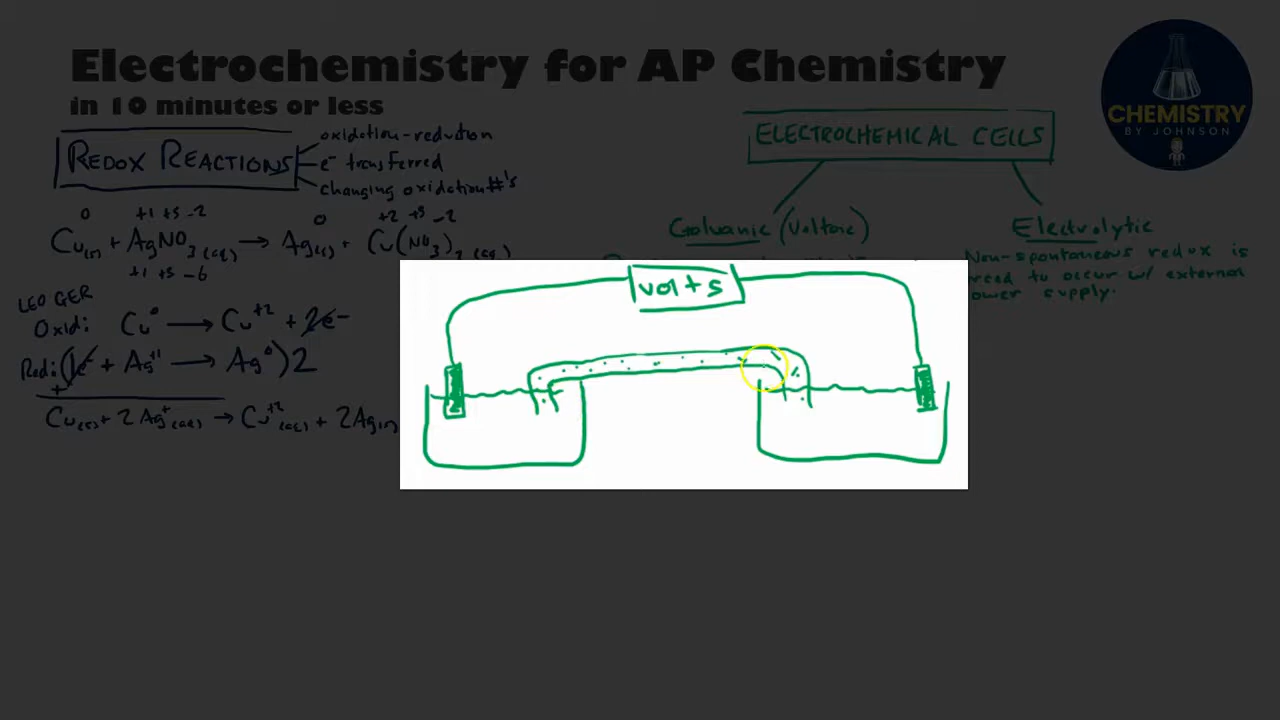 Electrochemistry for AP Chemistry
in 10 minutes or less
CHEMISTRY
BY JOHNSON
REDOX REACTIONS
oxidation-reduction
e⁻ transferred
changing oxidation #'s
0 +1 +5 -2 0 +2 +5 -2
Cu(s) + AgNO₃ (aq) → Ag(s) + Cu(NO₃)₂ (aq)
+1 +5 -6
LEO GER
Oxid: Cu⁰ → Cu⁺² + 2e⁻
Red: (1e⁻ + Ag⁺¹ → Ag⁰) 2
+
Cu(s) + 2Ag⁺(aq) → Cu⁺²(aq) + 2Ag(s)
ELECTROCHEMICAL CELLS
Galvanic (Voltaic)
Electrolytic
Non-spontaneous redox is
to occur w/ external
supply.
volts